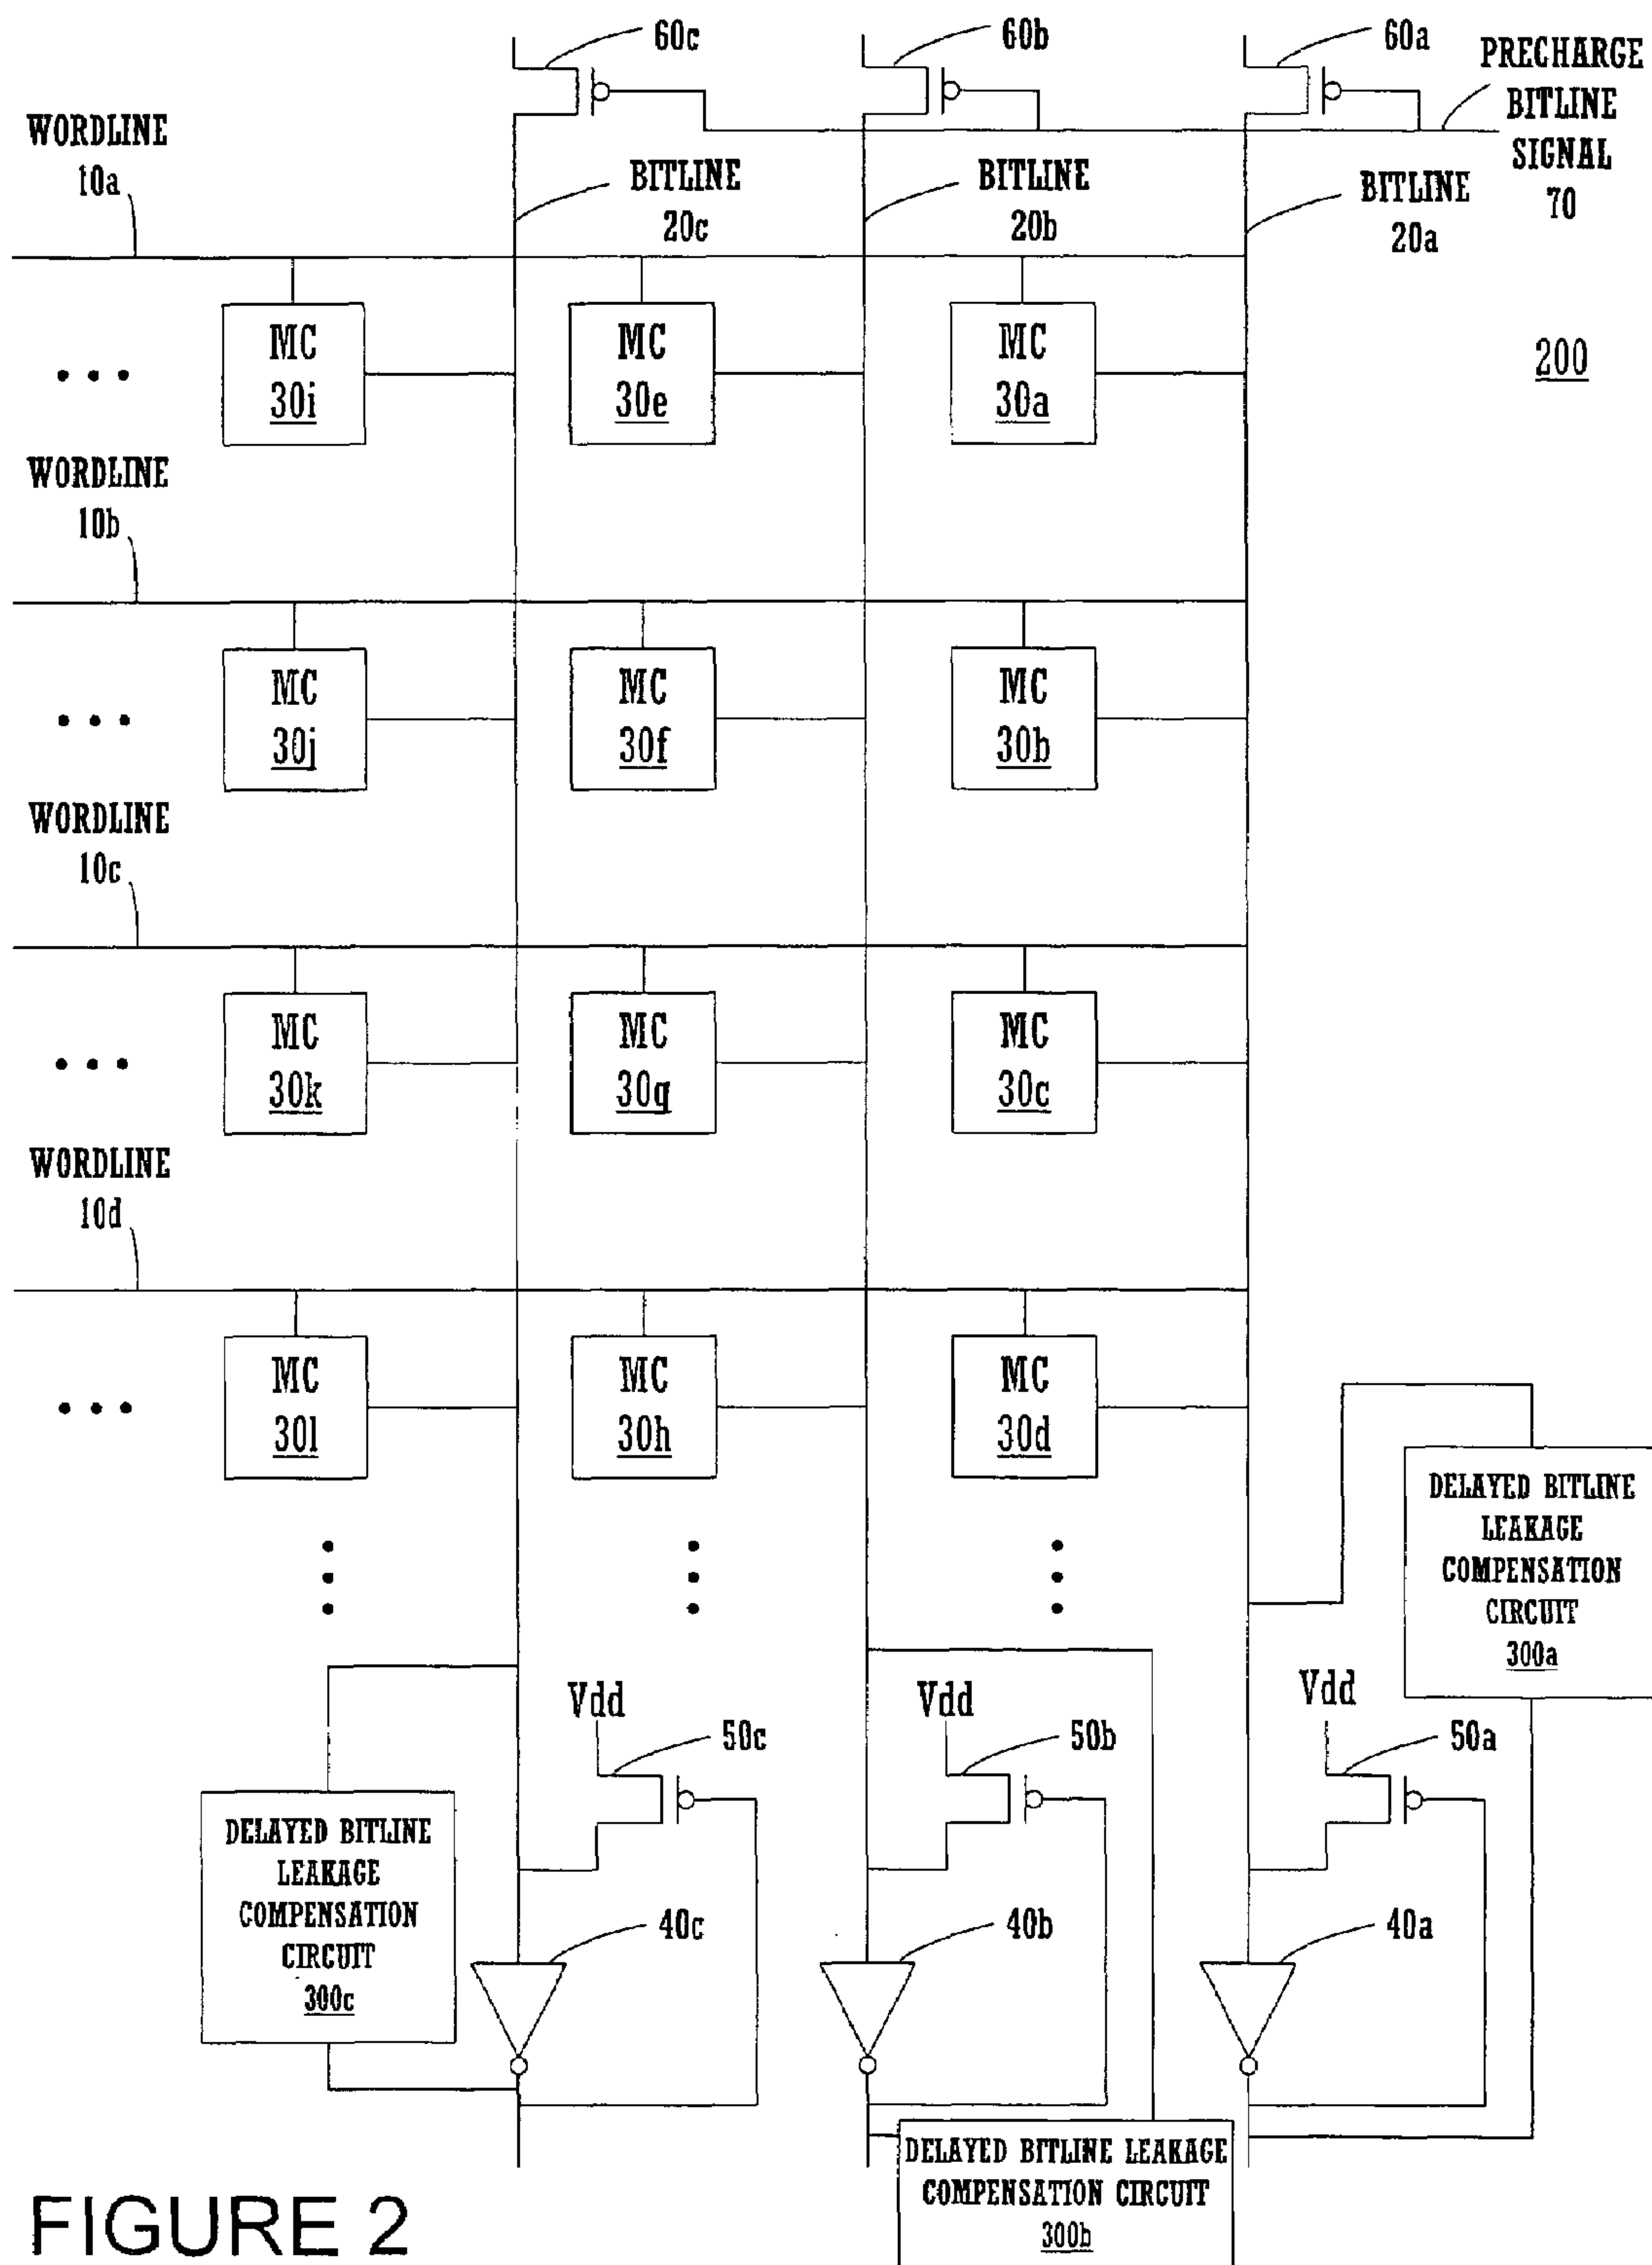 60c
60b
60a
PRECHARGE
BITLINE
SIGNAL
70
WORDLINE
10a
BITLINE
20c
BITLINE
20b
BITLINE
20a
MC
30i
MC
30e
MC
30a
200
WORDLINE
10b
MC
30j
MC
30f
MC
30b
WORDLINE
10c
MC
30k
MC
30g
MC
30c
WORDLINE
10d
MC
30l
MC
30h
MC
30d
DELAYED BITLINE
LEAKAGE
COMPENSATION
CIRCUIT
300a
Vdd
50c
Vdd
50b
Vdd
50a
DELAYED BITLINE
LEAKAGE
COMPENSATION
CIRCUIT
300c
40c
40b
40a
DELAYED BITLINE LEAKAGE
COMPENSATION CIRCUIT
300b
FIGURE 2